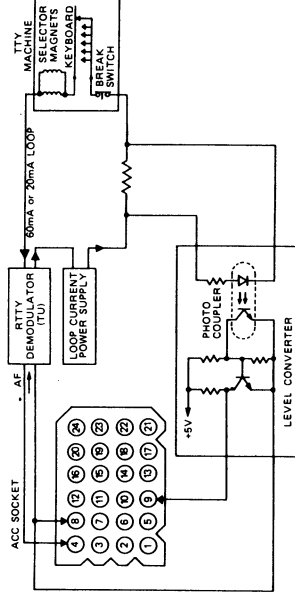 ACC SOCKET
4 8 12 16 20 24
3 7 11 15 19 23
2 6 10 14 18 22
1 5 9 13 17 21
AF
RTTY
DEMODULATOR
(TU)
LOOP CURRENT
POWER SUPPLY
60mA or 20mA LOOP
TTY
MACHINE
SELECTOR
MAGNETS
KEYBOARD
BREAK
SWITCH
+5V
PHOTO
COUPLER
LEVEL CONVERTER